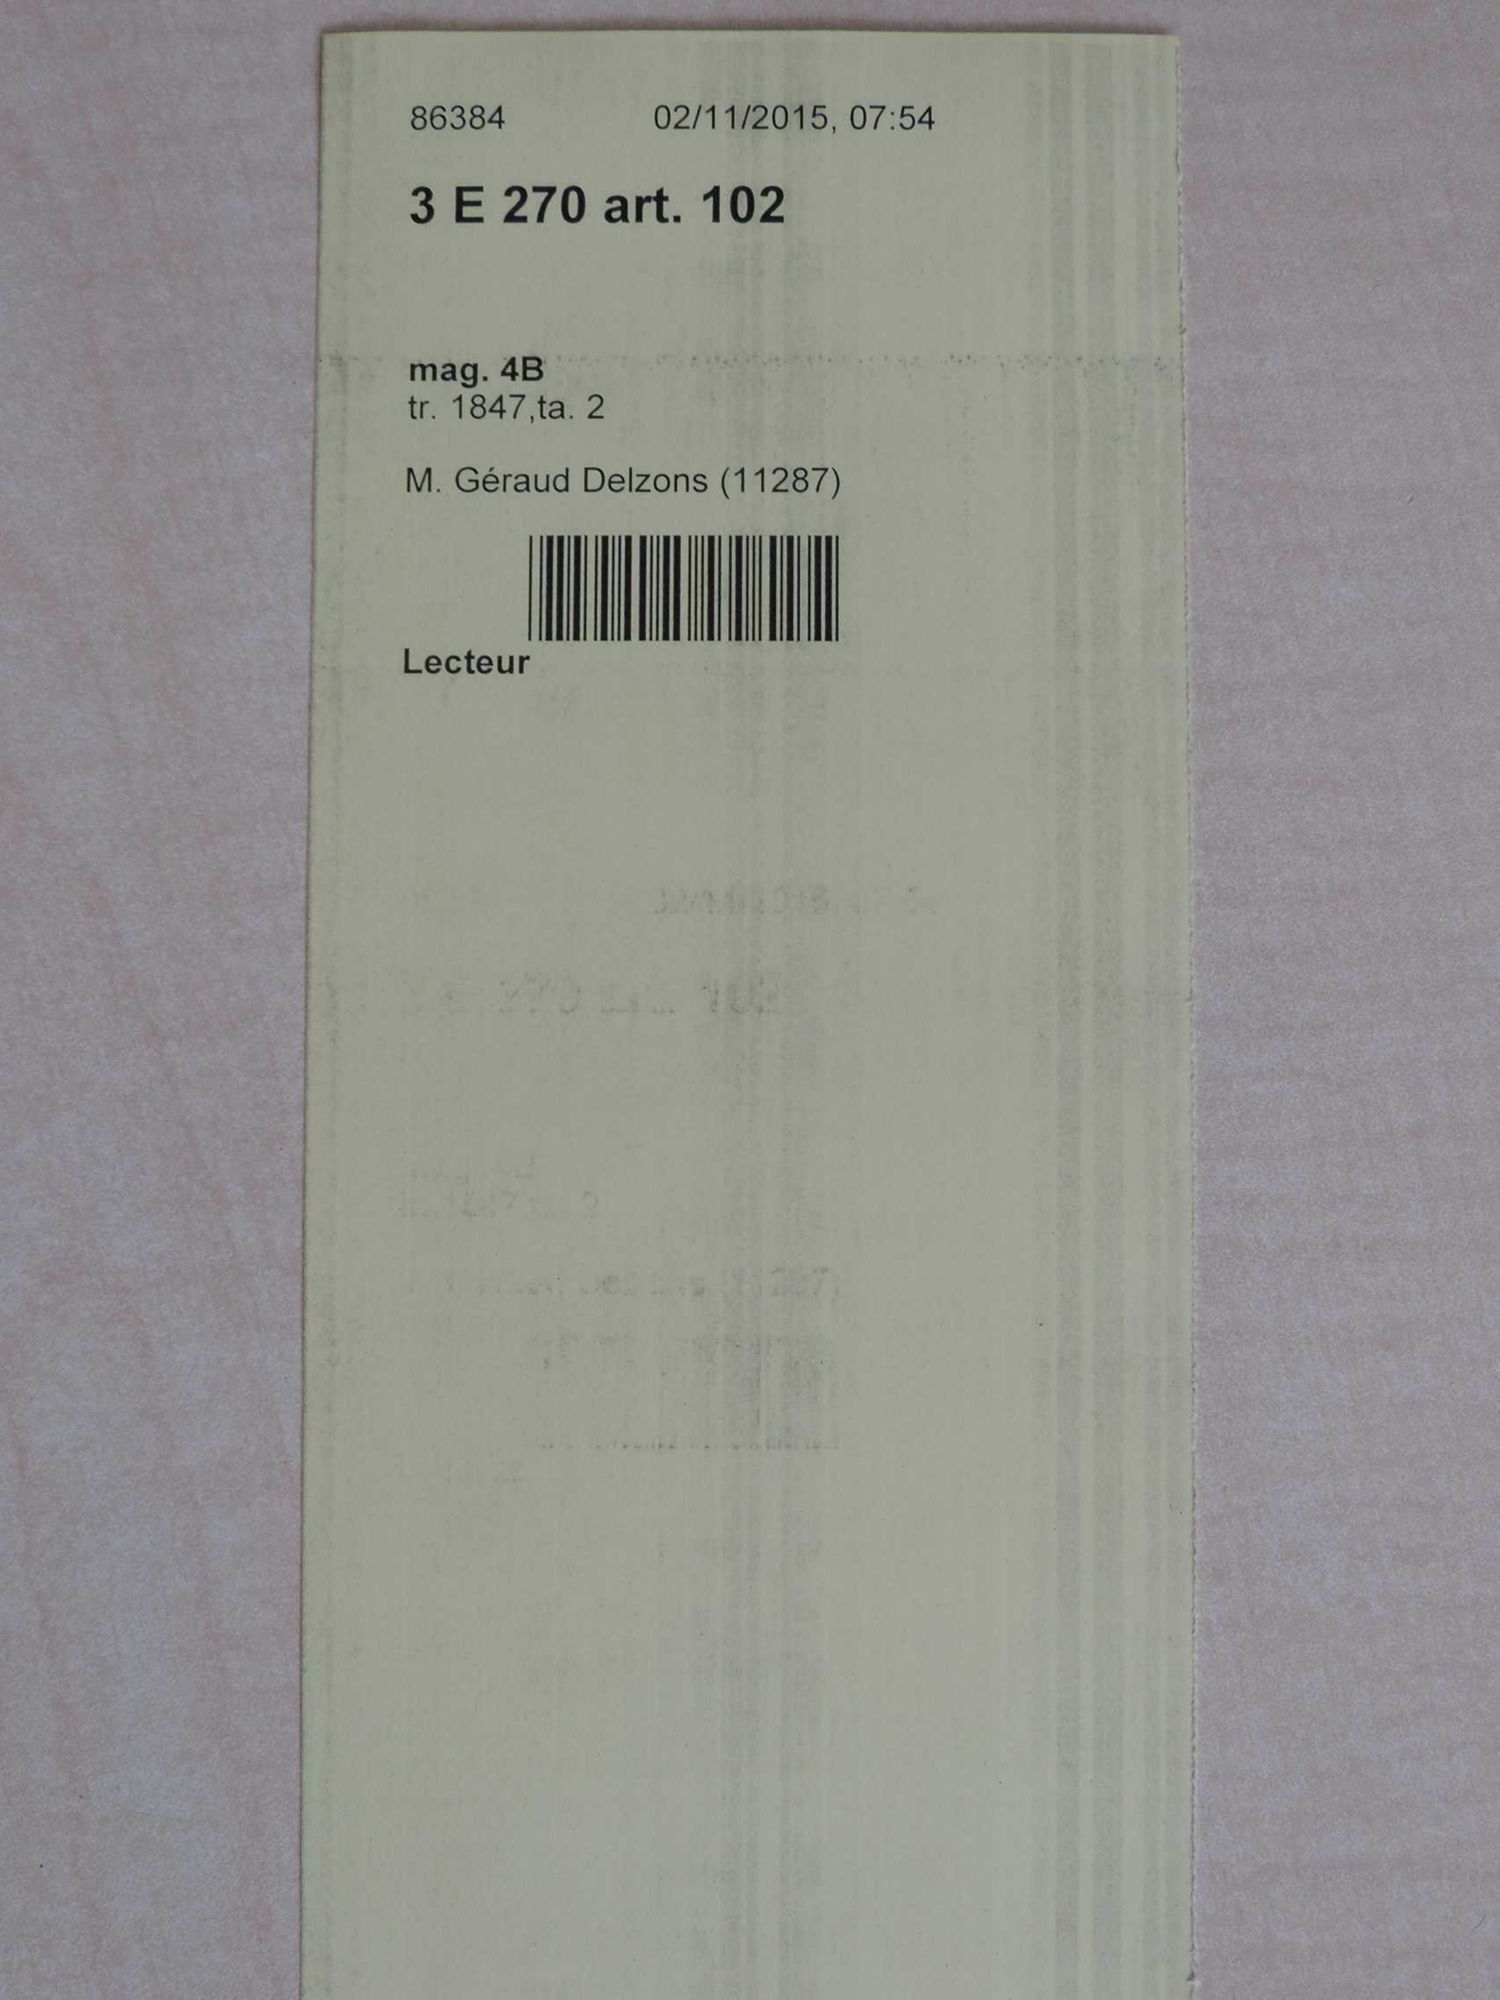 86384 02/11/2015, 07:54
3 E 270 art. 102
mag. 4B
tr. 1847,ta. 2
M. Géraud Delzons (11287)
Lecteur